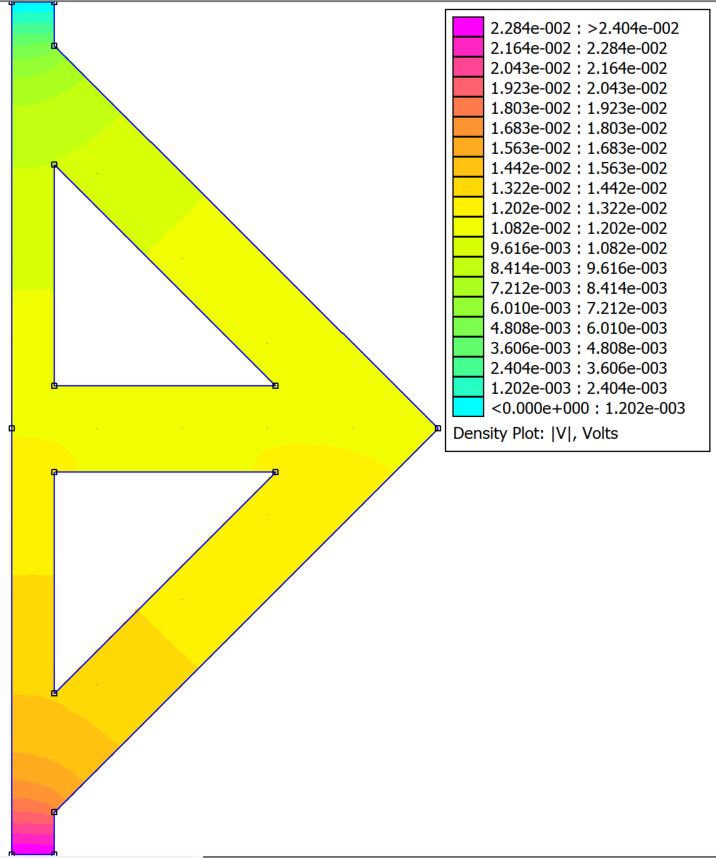 2.284e-002 : >2.404e-002
2.164e-002 : 2.284e-002
2.043e-002 : 2.164e-002
1.923e-002 : 2.043e-002
1.803e-002 : 1.923e-002
1.683e-002 : 1.803e-002
1.563e-002 : 1.683e-002
1.442e-002 : 1.563e-002
1.322e-002 : 1.442e-002
1.202e-002 : 1.322e-002
1.082e-002 : 1.202e-002
9.616e-003 : 1.082e-002
8.414e-003 : 9.616e-003
7.212e-003 : 8.414e-003
6.010e-003 : 7.212e-003
4.808e-003 : 6.010e-003
3.606e-003 : 4.808e-003
2.404e-003 : 3.606e-003
1.202e-003 : 2.404e-003
<0.000e+000 : 1.202e-003
Density Plot: |V|, Volts